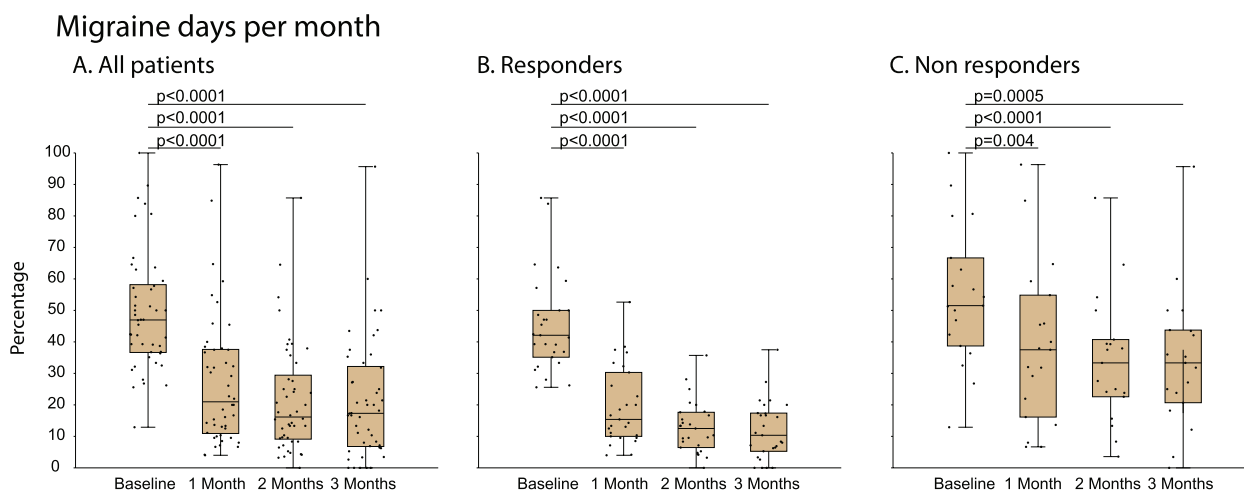 Migraine days per month
A. All patients
B. Responders
C. Non responders
p<0.0001
p<0.0001
p<0.0001
p<0.0001
p<0.0001
p<0.0001
p=0.0005
p<0.0001
p=0.004
Percentage
100
90
80
70
60
50
40
30
20
10
0
Baseline 1 Month 2 Months 3 Months
Baseline 1 Month 2 Months 3 Months
Baseline 1 Month 2 Months 3 Months